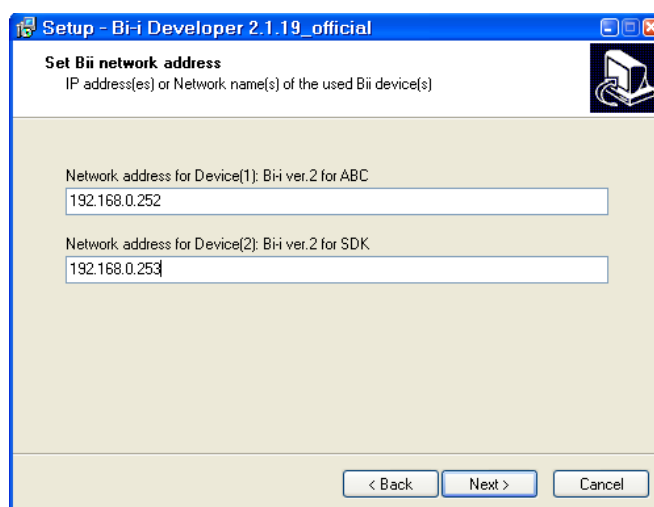 Setup - Bi-i Developer 2.1.19_official
Set Bii network address
IP address(es) or Network name(s) of the used Bii device(s)
Network address for Device(1): Bi-i ver.2 for ABC
192.168.0.252
Network address for Device(2): Bi-i ver.2 for SDK
192.168.0.253
< Back Next > Cancel